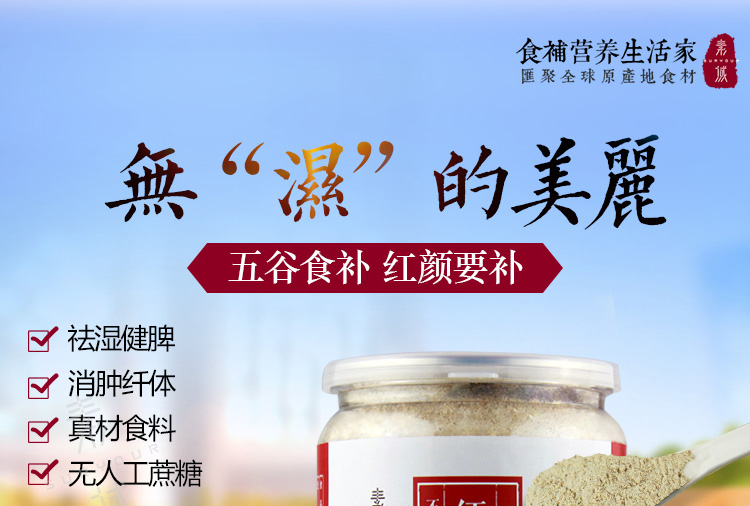 食補营养生活家
匯聚全球原產地食材
素诚
無“濕”的美麗
五谷食补 红颜要补
祛湿健脾
消肿纤体
真材食料
无人工蔗糖